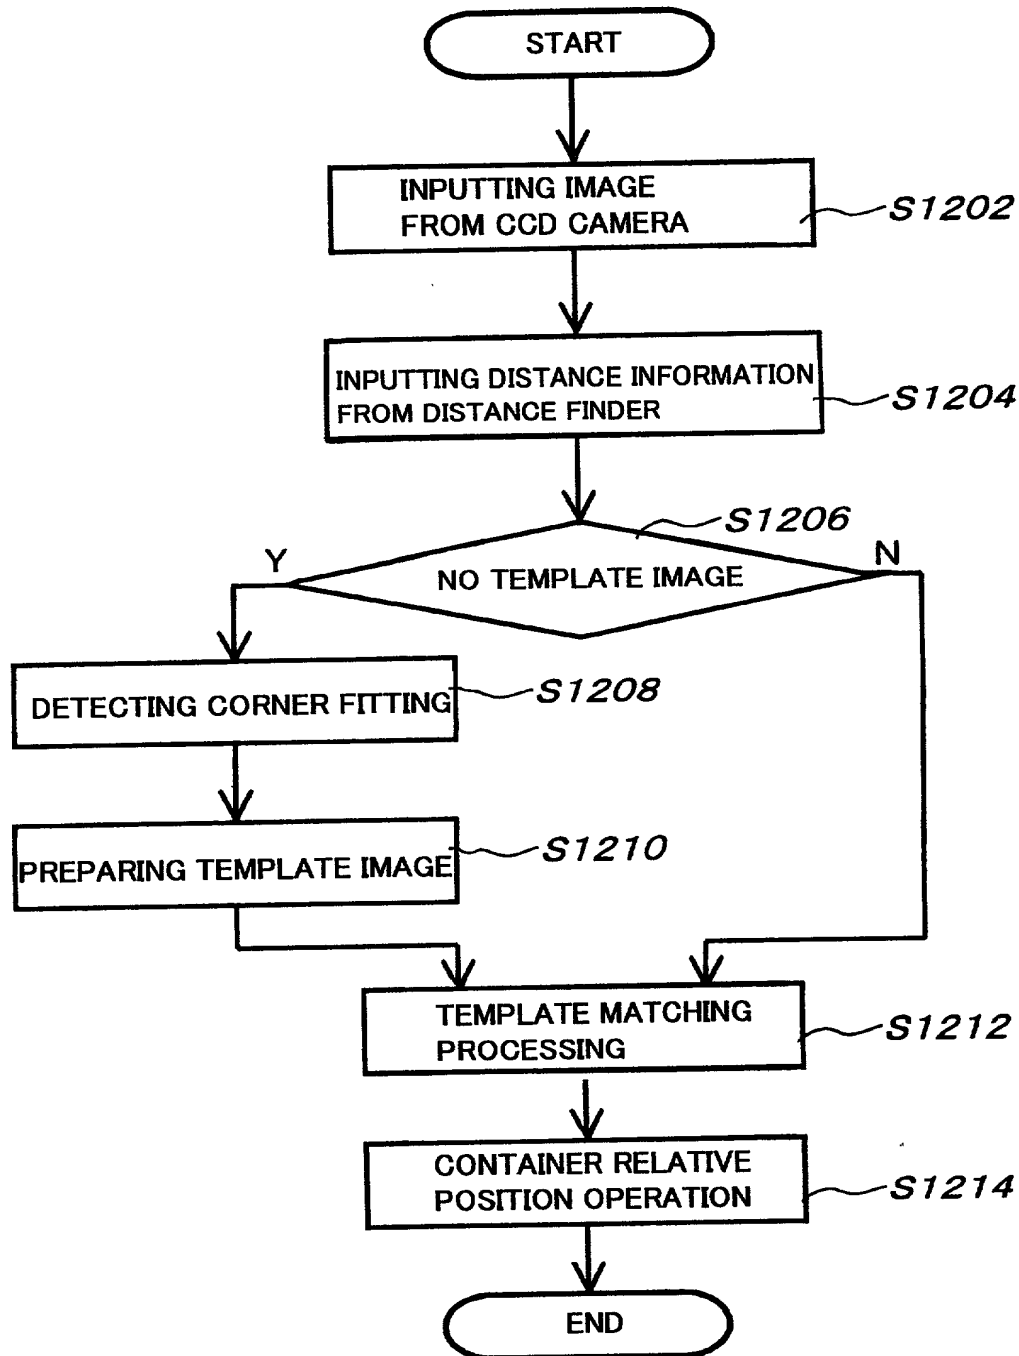 START
INPUTTING IMAGE
FROM CCD CAMERA
S1202
INPUTTING DISTANCE INFORMATION
FROM DISTANCE FINDER
S1204
S1206
Y
NO TEMPLATE IMAGE
N
DETECTING CORNER FITTING
S1208
PREPARING TEMPLATE IMAGE
S1210
TEMPLATE MATCHING
PROCESSING
S1212
CONTAINER RELATIVE
POSITION OPERATION
S1214
END